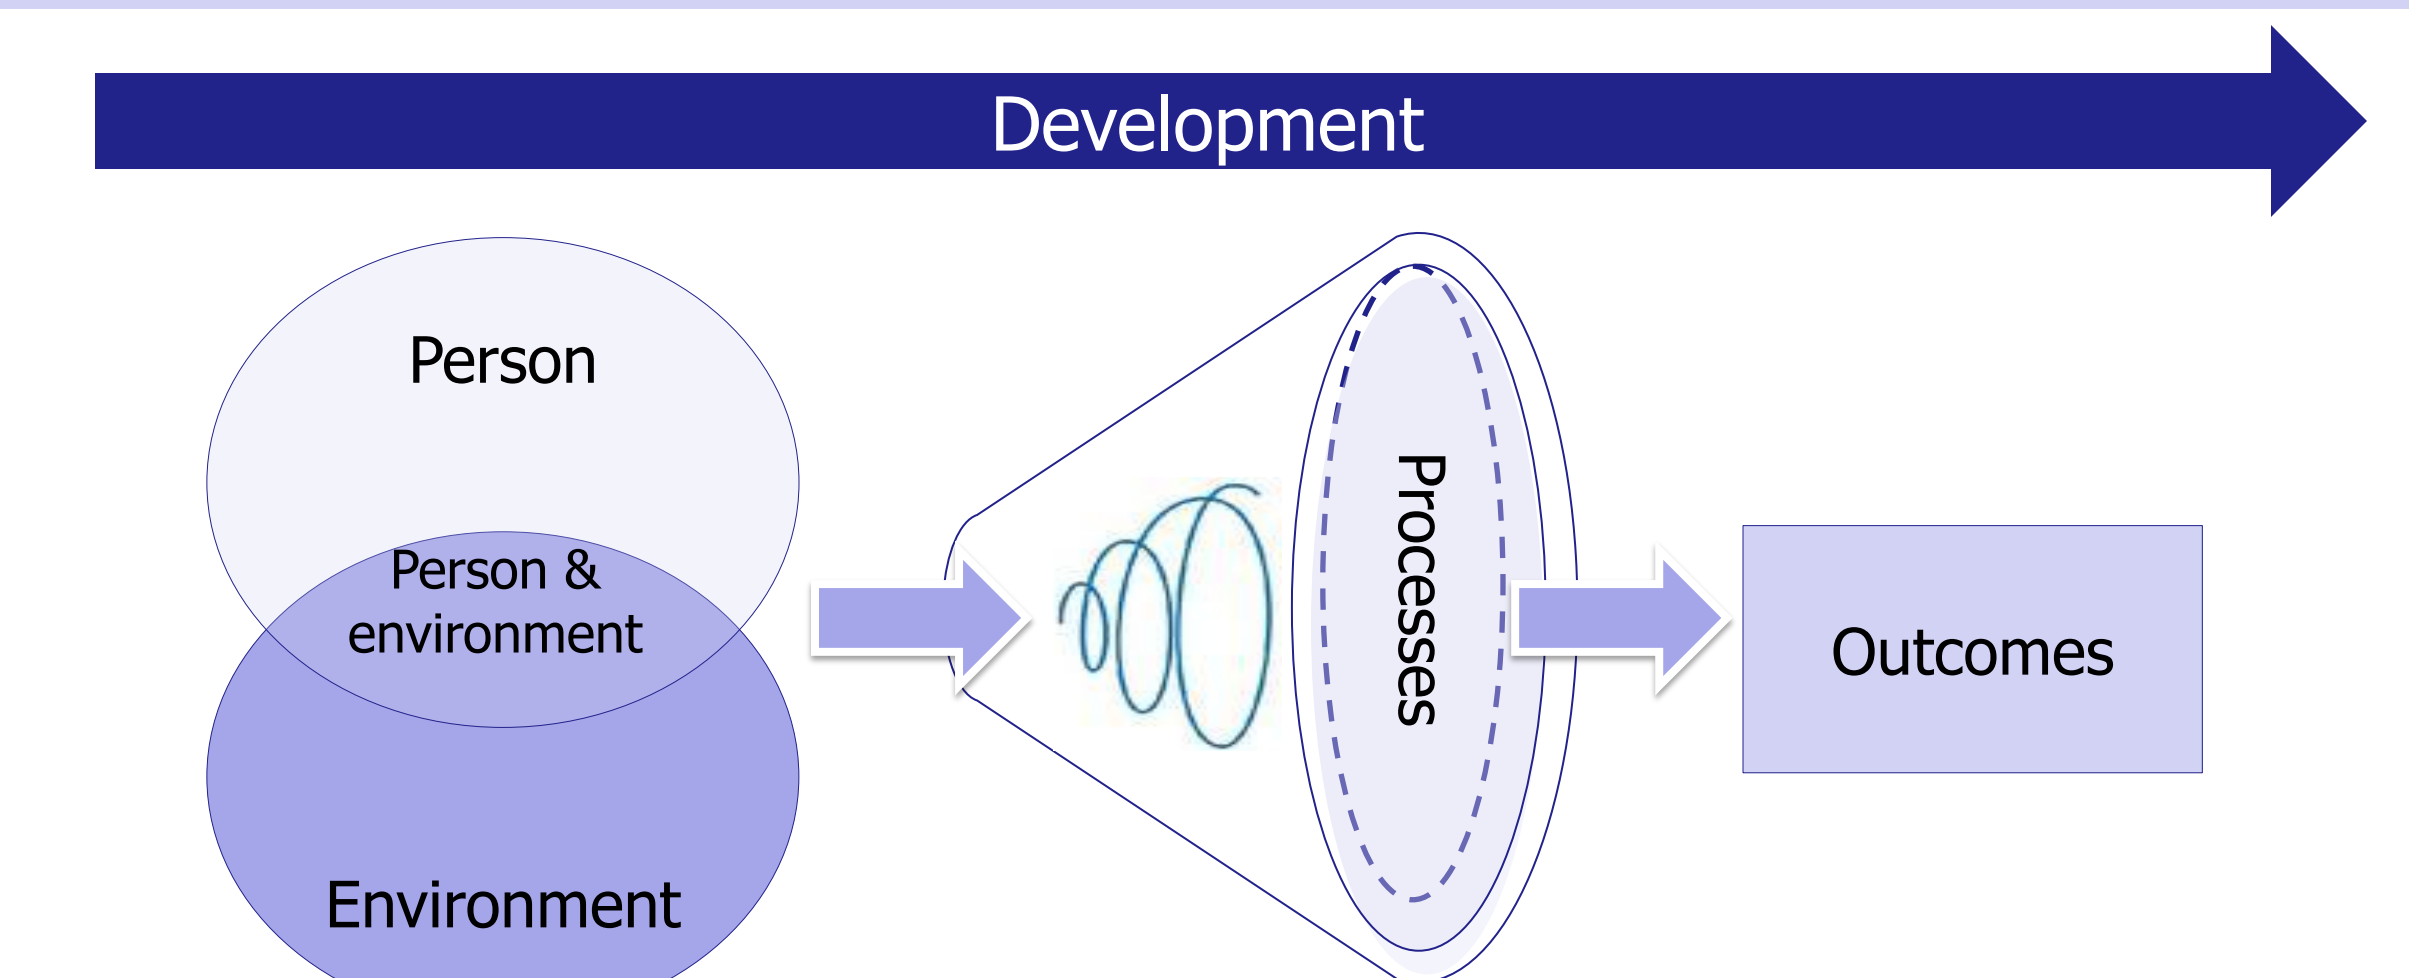 Development
Person
Person &
environment
Environment
Processes
Outcomes